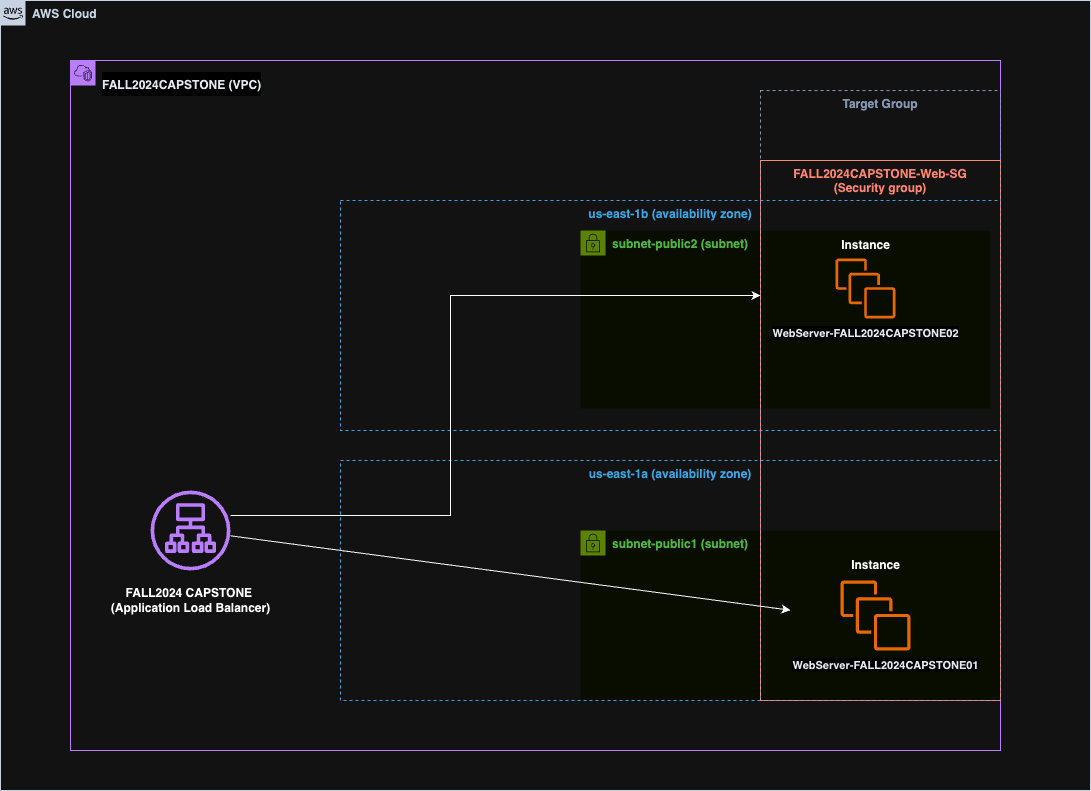 aws
AWS Cloud
FALL2024CAPSTONE (VPC)
Target Group
FALL2024CAPSTONE-Web-SG
(Security group)
us-east-1b (availability zone)
subnet-public2 (subnet)
Instance
WebServer-FALL2024CAPSTONE02
us-east-1a (availability zone)
subnet-public1 (subnet)
Instance
WebServer-FALL2024CAPSTONE01
FALL2024 CAPSTONE
(Application Load Balancer)